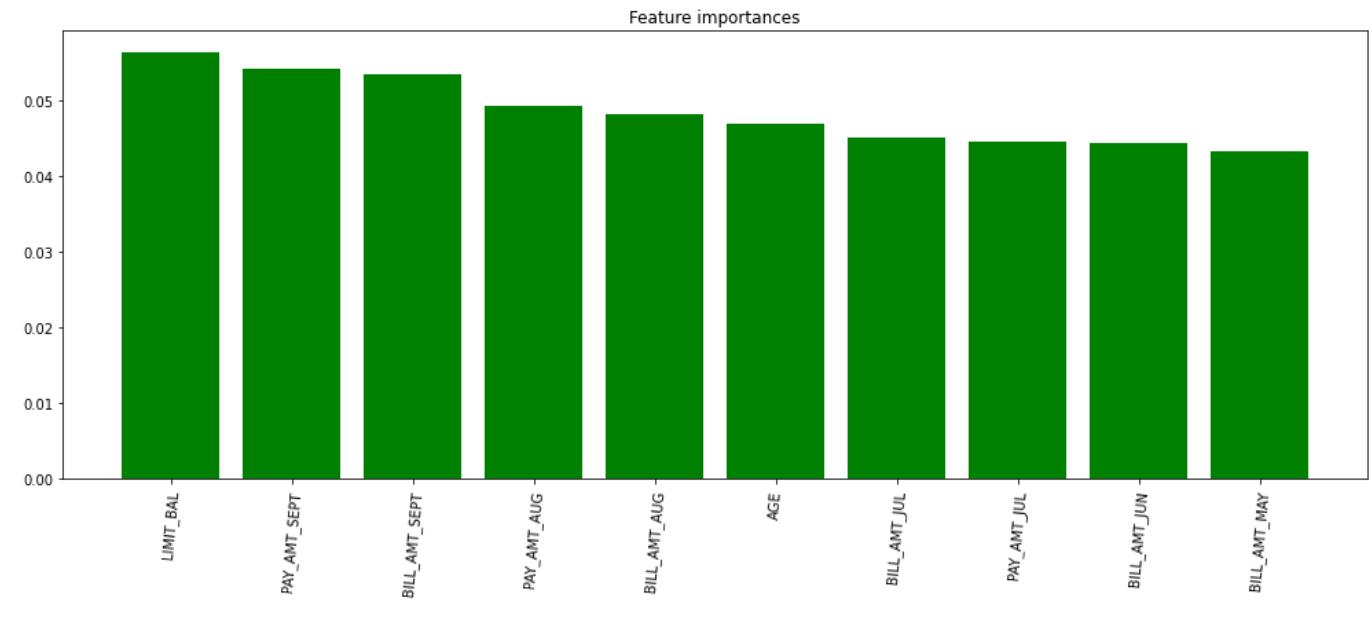 Feature importances
0.05
0.04
0.03
0.02
0.01
0.00
LIMIT_BAL
PAY_AMT_SEPT
BILL_AMT_SEPT
PAY_AMT_AUG
BILL_AMT_AUG
AGE
BILL_AMT_JUL
PAY_AMT_JUL
BILL_AMT_JUN
BILL_AMT_MAY